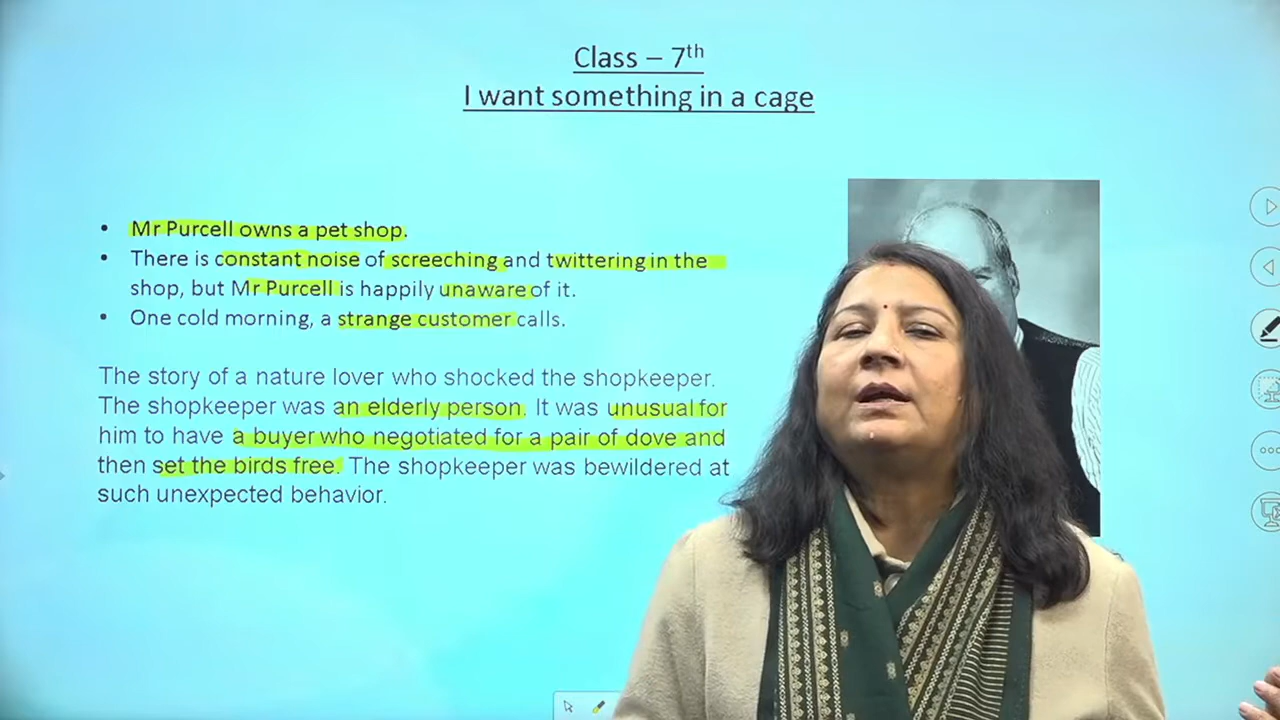 Class – 7th
I want something in a cage
• Mr Purcell owns a pet shop.
• There is constant noise of screeching and twittering in the
shop, but Mr Purcell is happily unaware of it.
• One cold morning, a strange customer calls.
The story of a nature lover who shocked the shopkeeper.
The shopkeeper was an elderly person. It was unusual for
him to have a buyer who negotiated for a pair of dove and
then set the birds free. The shopkeeper was bewildered at
such unexpected behavior.